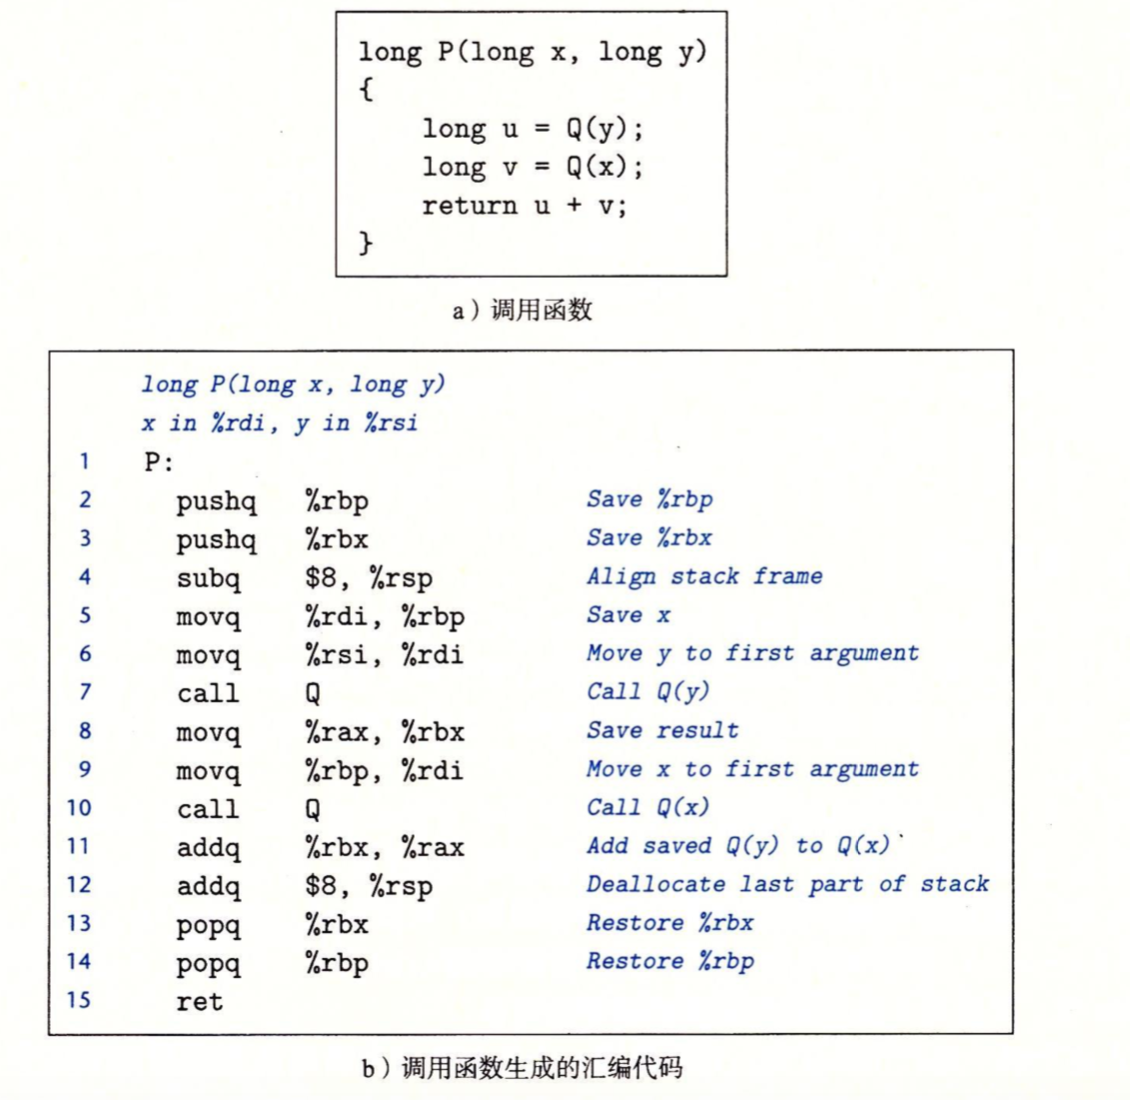 long P(long x, long y)
{
    long u = Q(y);
    long v = Q(x);
    return u + v;
}
a）调用函数
long P(long x, long y)
x in %rdi, y in %rsi
1 P:
2 pushq %rbp Save %rbp
3 pushq %rbx Save %rbx
4 subq $8, %rsp Align stack frame
5 movq %rdi, %rbp Save x
6 movq %rsi, %rdi Move y to first argument
7 call Q Call Q(y)
8 movq %rax, %rbx Save result
9 movq %rbp, %rdi Move x to first argument
10 call Q Call Q(x)
11 addq %rbx, %rax Add saved Q(y) to Q(x)
12 addq $8, %rsp Deallocate last part of stack
13 popq %rbx Restore %rbx
14 popq %rbp Restore %rbp
15 ret
b）调用函数生成的汇编代码